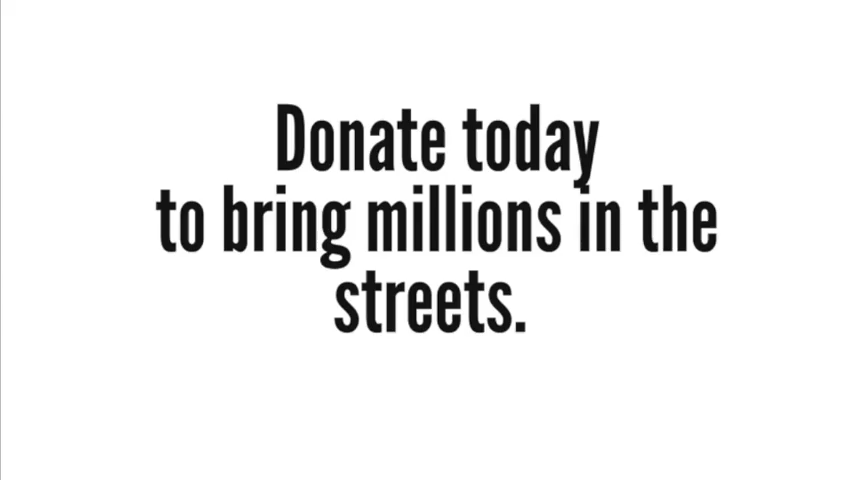 Donate today
to bring millions in the
streets.